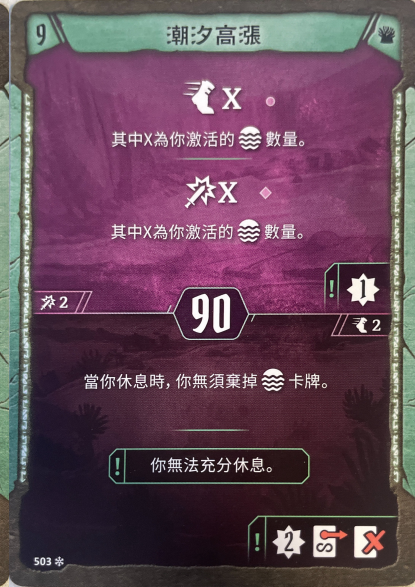 9
潮汐高漲
X
其中X為你激活的 數量。
X
其中X為你激活的 數量。
1
2
90
2
當你休息時，你無須棄掉 卡牌。
! 你無法充分休息。
! 2
503